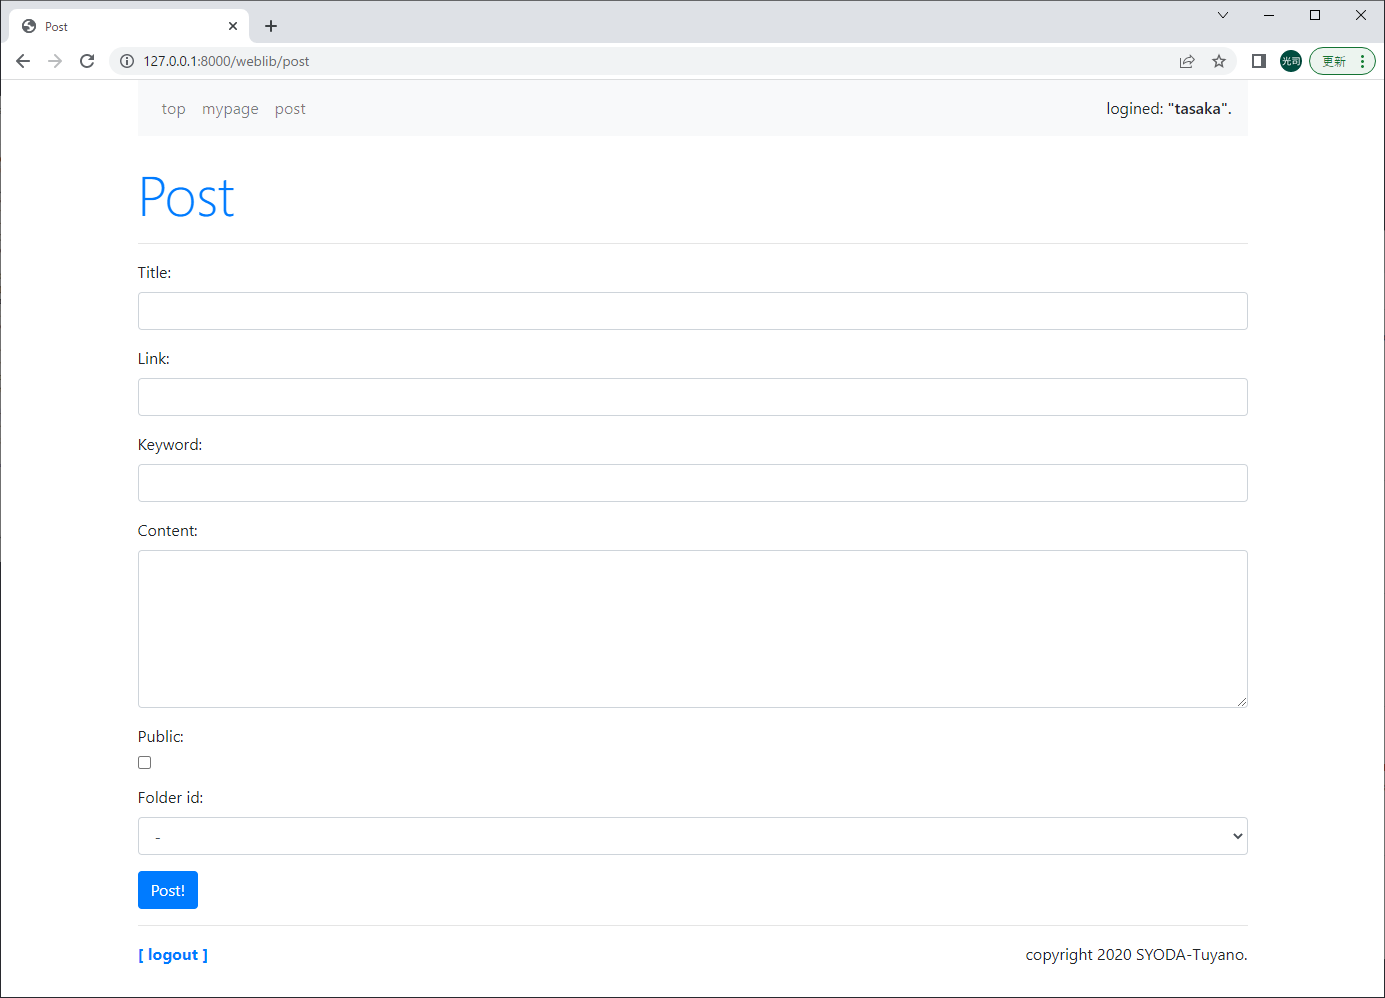 Post
127.0.0.1:8000/weblib/post
光司
更新
top mypage post
logined: "tasaka".
Post
Title:
Link:
Keyword:
Content:
Public:
Folder id:
-
Post!
[ logout ]
copyright 2020 SYODA-Tuyano.